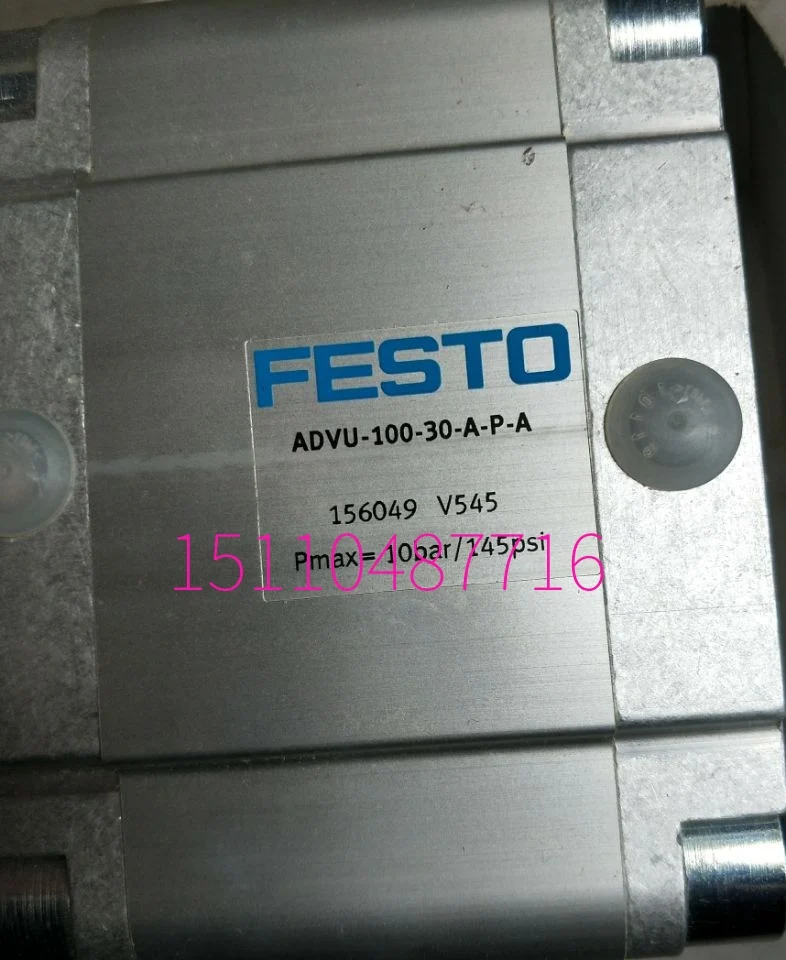 FESTO
ADVU-100-30-A-P-A
156049 V545
Pmax= 10bar/145psi
15110487716